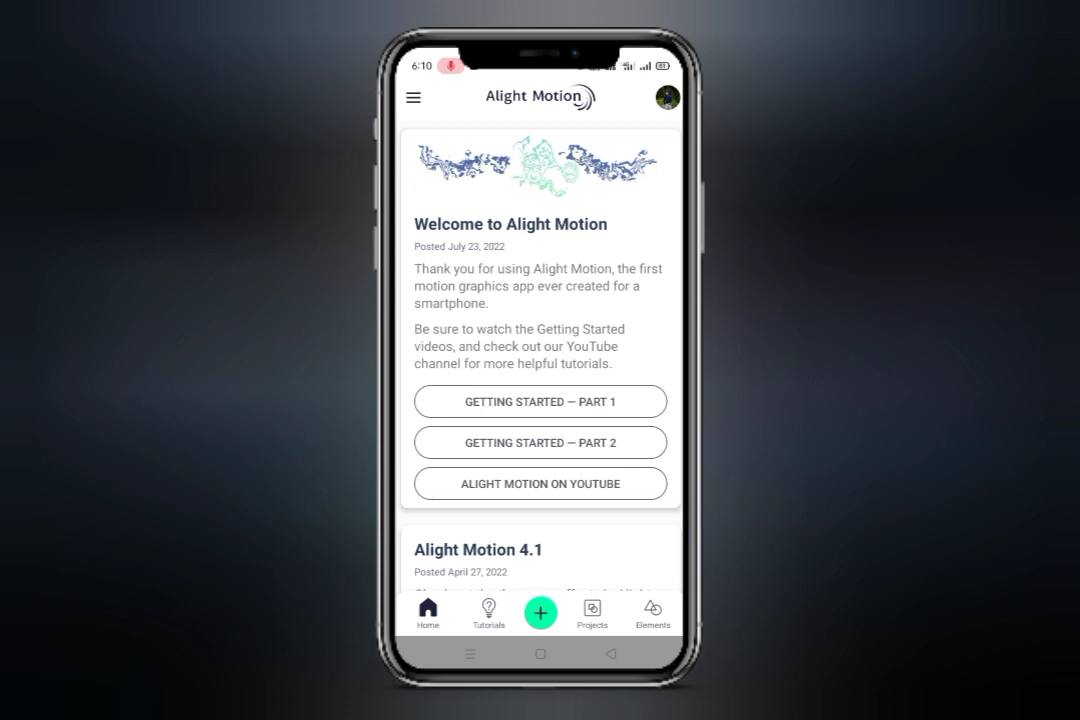 6:10
Alight Motion
Welcome to Alight Motion
Posted July 23, 2022
Thank you for using Alight Motion, the first
motion graphics app ever created for a
smartphone.
Be sure to watch the Getting Started
videos, and check out our YouTube
channel for more helpful tutorials.
GETTING STARTED — PART 1
GETTING STARTED — PART 2
ALIGHT MOTION ON YOUTUBE
Alight Motion 4.1
Posted April 27, 2022
Home
Tutorials
Projects
Elements